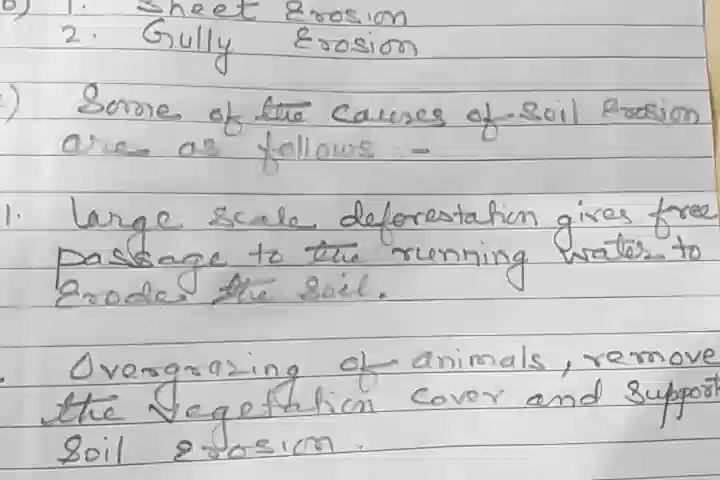 b) 1. Sheet Erosion
2. Gully Erosion
) Some of the causes of soil Erosion
are as follows -
1. Large scale deforestation gives free
passage to the running water to
Erode the soil.
Overgrazing of animals, remove
the Vegetation cover and support
soil erosion.